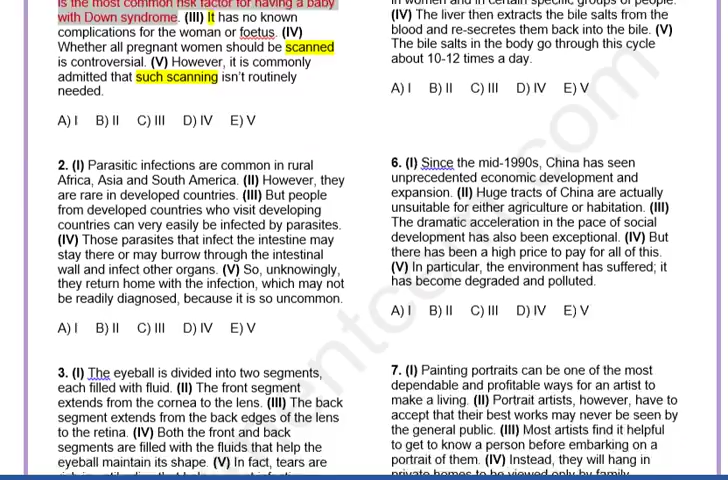 is the most common risk factor for having a baby
with Down syndrome. (III) It has no known
complications for the woman or foetus. (IV)
Whether all pregnant women should be scanned
is controversial. (V) However, it is commonly
admitted that such scanning isn't routinely
needed.
A) I B) II C) III D) IV E) V
2. (I) Parasitic infections are common in rural
Africa, Asia and South America. (II) However, they
are rare in developed countries. (III) But people
from developed countries who visit developing
countries can very easily be infected by parasites.
(IV) Those parasites that infect the intestine may
stay there or may burrow through the intestinal
wall and infect other organs. (V) So, unknowingly,
they return home with the infection, which may not
be readily diagnosed, because it is so uncommon.
A) I B) II C) III D) IV E) V
3. (I) The eyeball is divided into two segments,
each filled with fluid. (II) The front segment
extends from the cornea to the lens. (III) The back
segment extends from the back edges of the lens
to the retina. (IV) Both the front and back
segments are filled with the fluids that help the
eyeball maintain its shape. (V) In fact, tears are
in women and in certain specific groups of people.
(IV) The liver then extracts the bile salts from the
blood and re-secretes them back into the bile. (V)
The bile salts in the body go through this cycle
about 10-12 times a day.
A) I B) II C) III D) IV E) V
6. (I) Since the mid-1990s, China has seen
unprecedented economic development and
expansion. (II) Huge tracts of China are actually
unsuitable for either agriculture or habitation. (III)
The dramatic acceleration in the pace of social
development has also been exceptional. (IV) But
there has been a high price to pay for all of this.
(V) In particular, the environment has suffered; it
has become degraded and polluted.
A) I B) II C) III D) IV E) V
7. (I) Painting portraits can be one of the most
dependable and profitable ways for an artist to
make a living. (II) Portrait artists, however, have to
accept that their best works may never be seen by
the general public. (III) Most artists find it helpful
to get to know a person before embarking on a
portrait of them. (IV) Instead, they will hang in
private homes to be viewed only by family